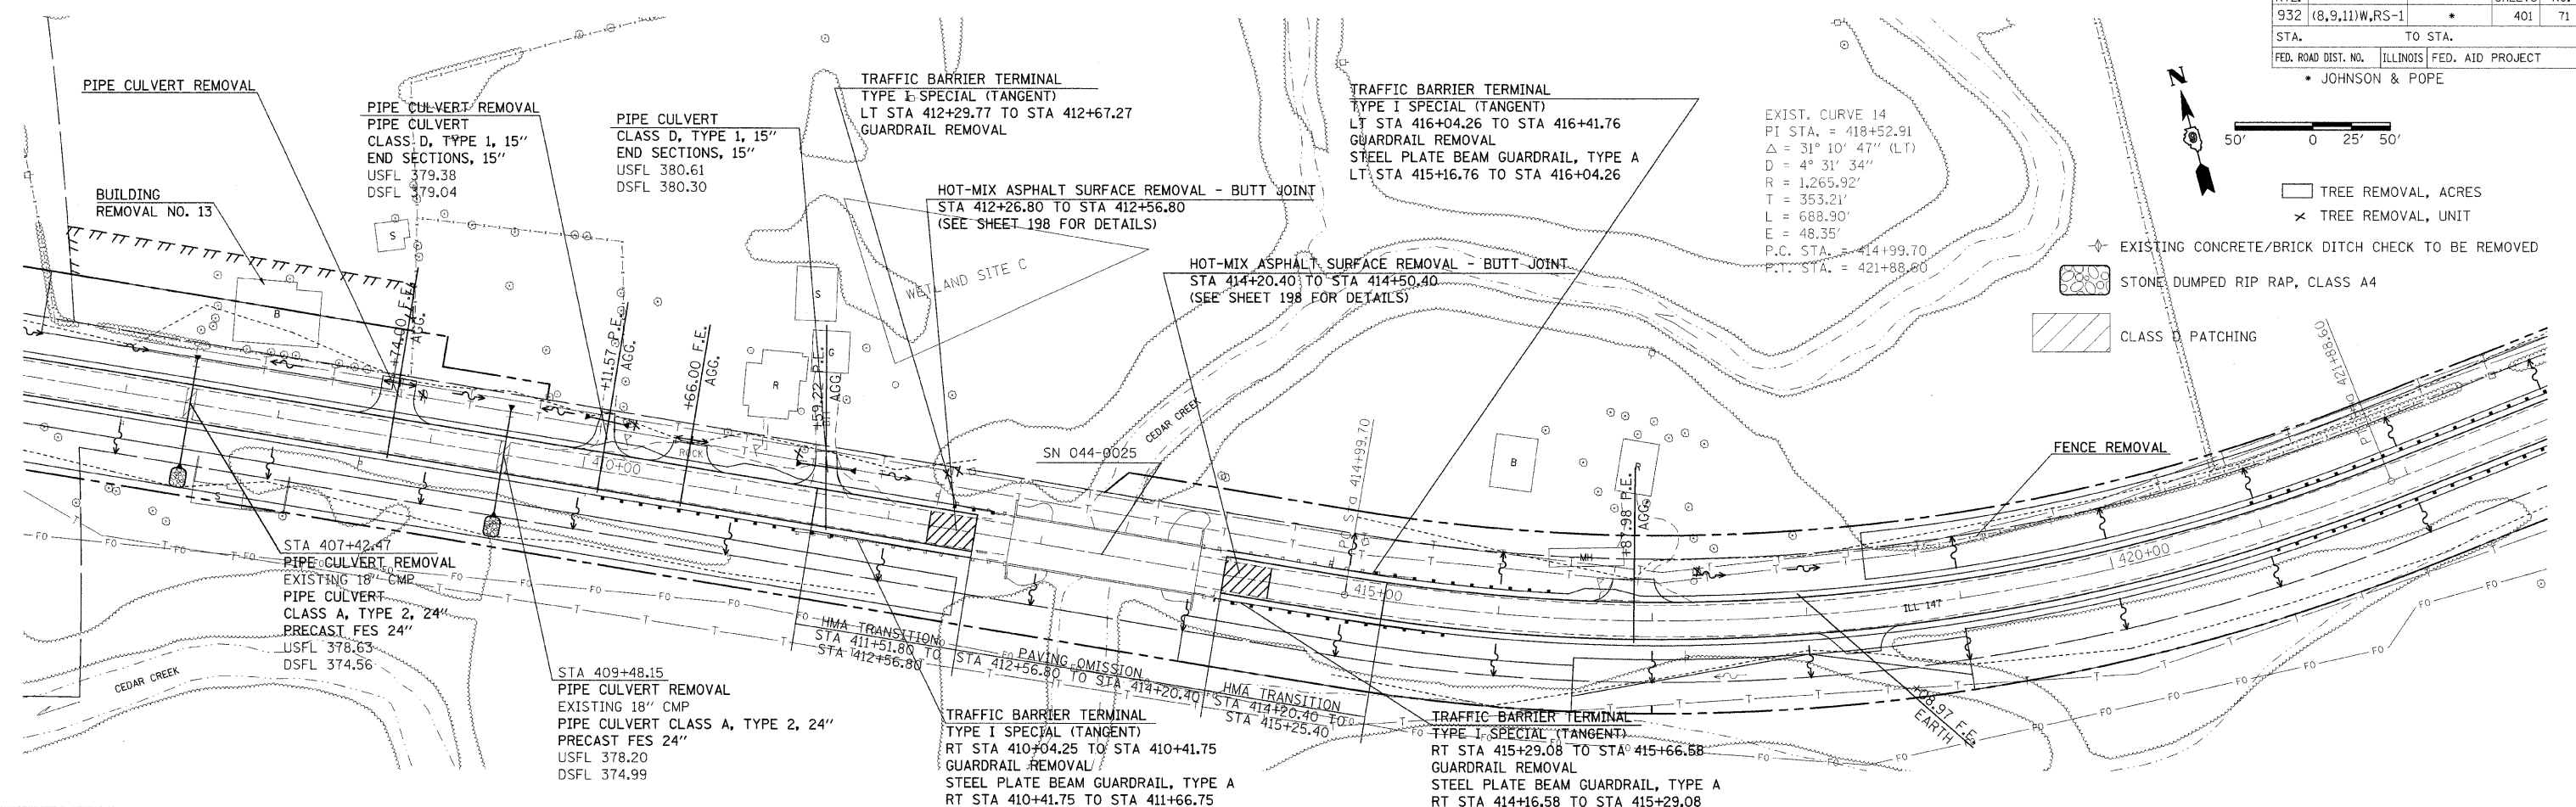 932 (8,9,11)W,RS-1 * 401 71
STA. TO STA.
FED. ROAD DIST. NO. ILLINOIS FED. AID PROJECT
* JOHNSON & POPE
N
50' 0 25' 50'
TREE REMOVAL, ACRES
TREE REMOVAL, UNIT
EXISTING CONCRETE/BRICK DITCH CHECK TO BE REMOVED
STONE DUMPED RIP RAP, CLASS A4
CLASS D PATCHING
PIPE CULVERT REMOVAL
BUILDING
REMOVAL NO. 13
PIPE CULVERT REMOVAL
PIPE CULVERT
CLASS D, TYPE 1, 15"
END SECTIONS, 15"
USFL 379.38
DSFL 379.04
PIPE CULVERT
CLASS D, TYPE 1, 15"
END SECTIONS, 15"
USFL 380.61
DSFL 380.30
TRAFFIC BARRIER TERMINAL
TYPE I SPECIAL (TANGENT)
LT STA 412+29.77 TO STA 412+67.27
GUARDRAIL REMOVAL
HOT-MIX ASPHALT SURFACE REMOVAL - BUTT JOINT
STA 412+26.80 TO STA 412+56.80
(SEE SHEET 198 FOR DETAILS)
WETLAND SITE C
TRAFFIC BARRIER TERMINAL
TYPE I SPECIAL (TANGENT)
LT STA 416+04.26 TO STA 416+41.76
GUARDRAIL REMOVAL
STEEL PLATE BEAM GUARDRAIL, TYPE A
LT STA 415+16.76 TO STA 416+04.26
HOT-MIX ASPHALT SURFACE REMOVAL - BUTT JOINT
STA 414+20.40 TO STA 414+50.40
(SEE SHEET 198 FOR DETAILS)
EXIST. CURVE 14
PI STA. = 418+52.91
Δ = 31° 10' 47" (LT)
D = 4° 31' 34"
R = 1,265.92'
T = 353.21'
L = 688.90'
E = 48.35'
P.C. STA. = 414+99.70
P.T. STA. = 421+88.60
S
B
+74.00 F.E.
AGG.
+11.57 P.E.
AGG.
+66.00 F.E.
AGG.
R
S
G
+59.22 P.E.
AGG.
ROCK
410+00
CEDAR CREEK
SN 044-0025
414+99.70
415+00
B
R
+87.98 P.E.
AGG.
MH
FENCE REMOVAL
421+88.60
420+00
ILL 147
+08.97 F.E.
EARTH
STA 407+42.47
PIPE CULVERT REMOVAL
EXISTING 18" CMP
PIPE CULVERT
CLASS A, TYPE 2, 24"
PRECAST FES 24"
USFL 378.63
DSFL 374.56
CEDAR CREEK
STA 409+48.15
PIPE CULVERT REMOVAL
EXISTING 18" CMP
PIPE CULVERT CLASS A, TYPE 2, 24"
PRECAST FES 24"
USFL 378.20
DSFL 374.99
HMA TRANSITION
STA 411+51.80 TO
STA 412+56.80
PAVING OMISSION
STA 412+56.80 TO STA 414+20.40
HMA TRANSITION
STA 414+20.40 TO
STA 415+25.40
TRAFFIC BARRIER TERMINAL
TYPE I SPECIAL (TANGENT)
RT STA 410+04.25 TO STA 410+41.75
GUARDRAIL REMOVAL
STEEL PLATE BEAM GUARDRAIL, TYPE A
RT STA 410+41.75 TO STA 411+66.75
TRAFFIC BARRIER TERMINAL
TYPE I SPECIAL (TANGENT)
RT STA 415+29.08 TO STA 415+66.58
GUARDRAIL REMOVAL
STEEL PLATE BEAM GUARDRAIL, TYPE A
RT STA 414+16.58 TO STA 415+29.08